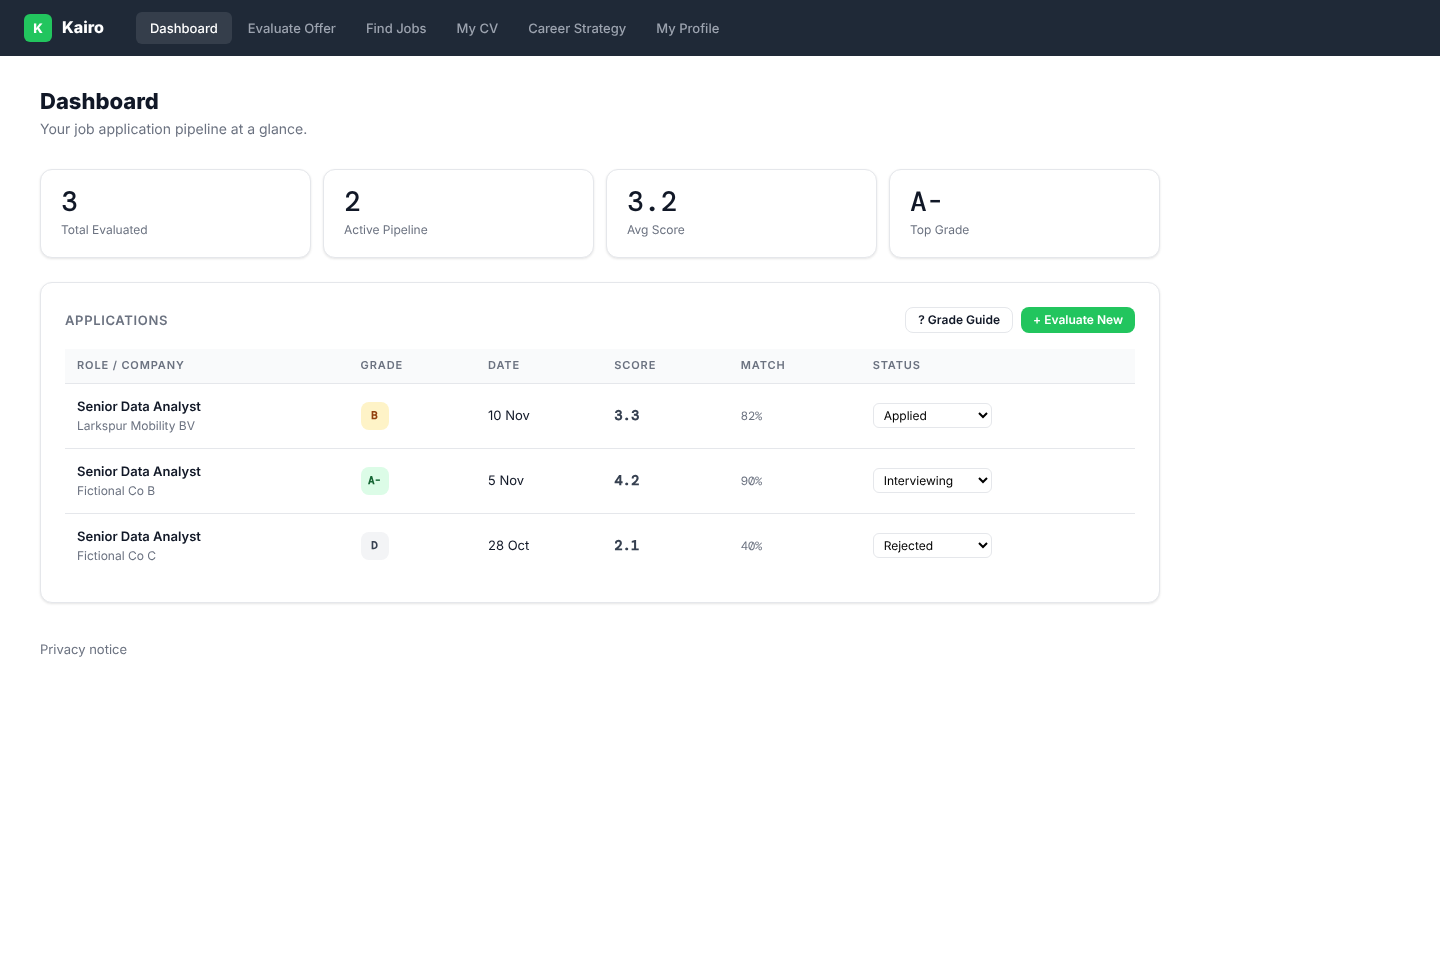 K Kairo Dashboard Evaluate Offer Find Jobs My CV Career Strategy My Profile
Dashboard
Your job application pipeline at a glance.
3 2 3.2 A-
Total Evaluated Active Pipeline Avg Score Top Grade
APPLICATIONS ? Grade Guide + Evaluate New
ROLE / COMPANY GRADE DATE SCORE MATCH STATUS
Senior Data Analyst
Larkspur Mobility BV
B 10 Nov 3.3 82% Applied
Senior Data Analyst
Fictional Co B
A- 5 Nov 4.2 90% Interviewing
Senior Data Analyst
Fictional Co C
D 28 Oct 2.1 40% Rejected
Privacy notice